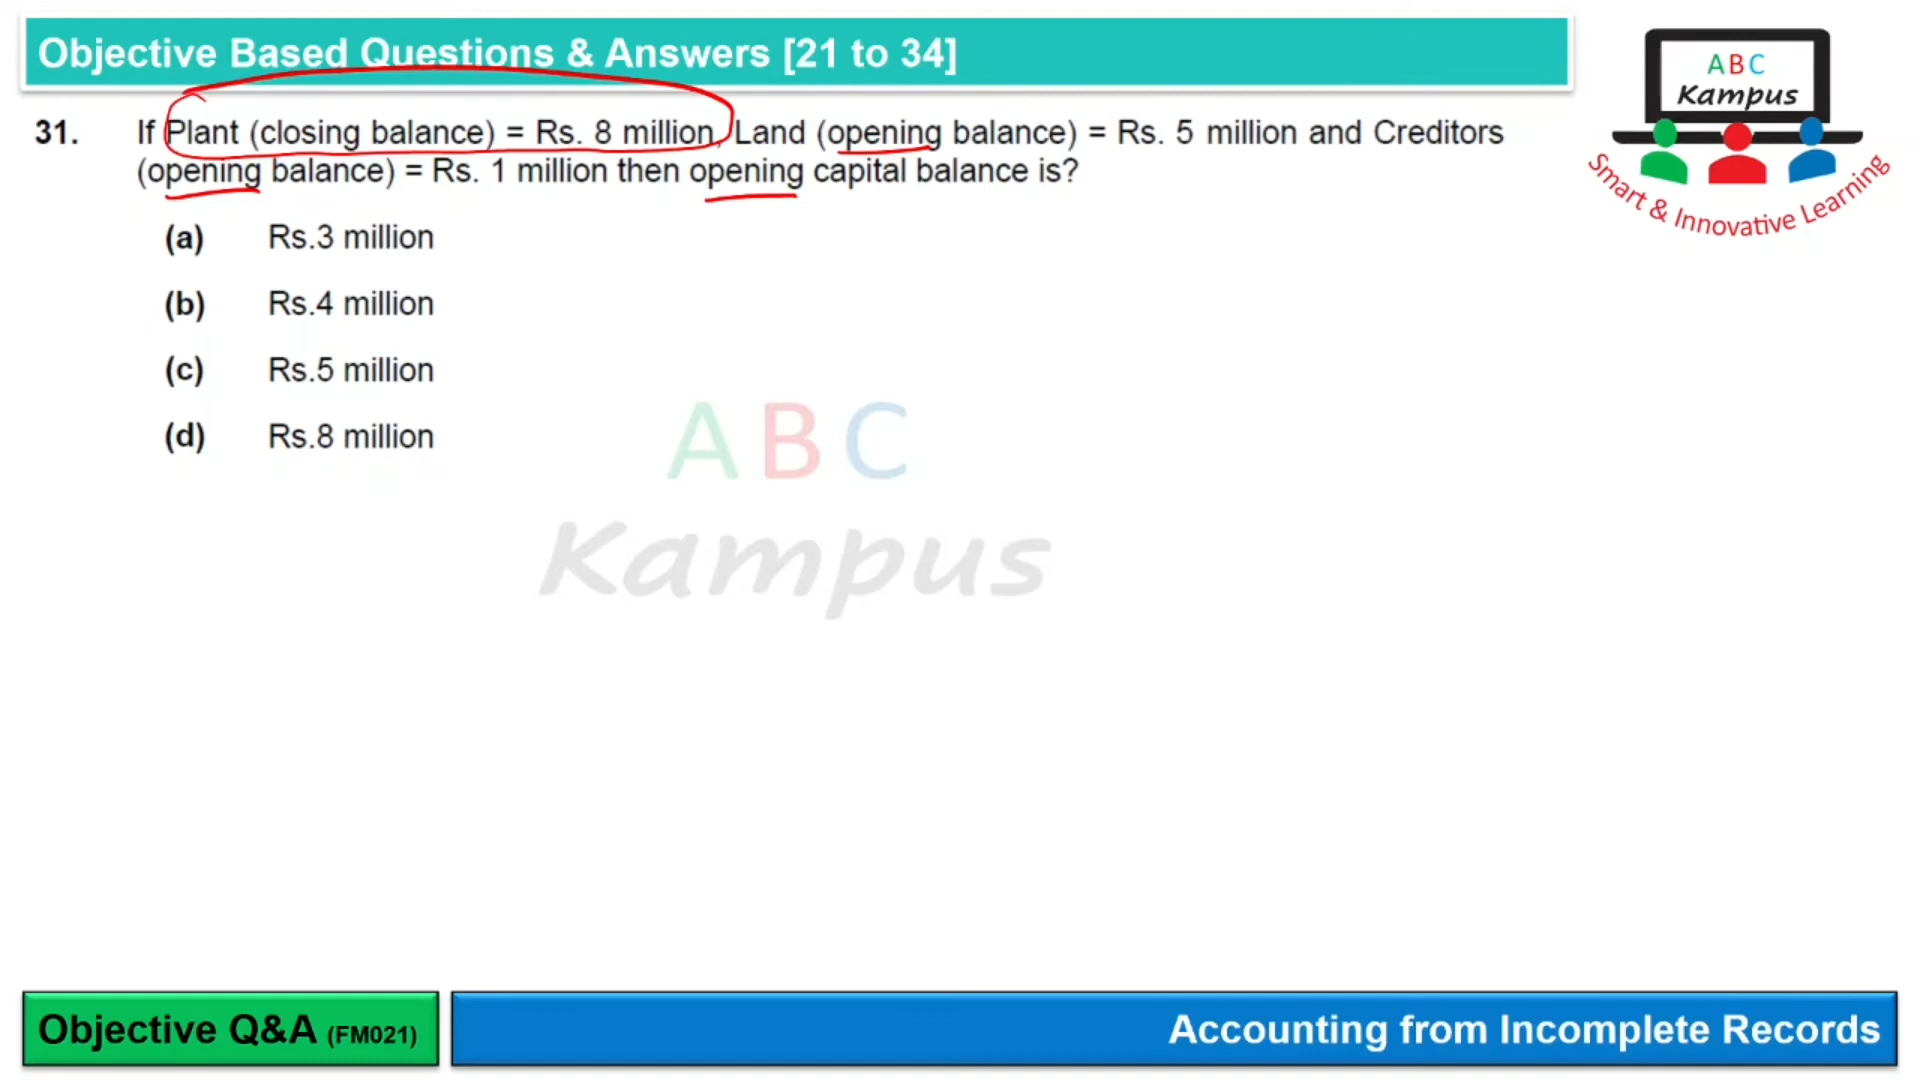 Objective Based Questions & Answers [21 to 34]
ABC
Kampus
Smart & Innovative Learning
31. If Plant (closing balance) = Rs. 8 million, Land (opening balance) = Rs. 5 million and Creditors
(opening balance) = Rs. 1 million then opening capital balance is?
(a) Rs.3 million
(b) Rs.4 million
(c) Rs.5 million
(d) Rs.8 million
ABC
Kampus
Objective Q&A (FM021)
Accounting from Incomplete Records